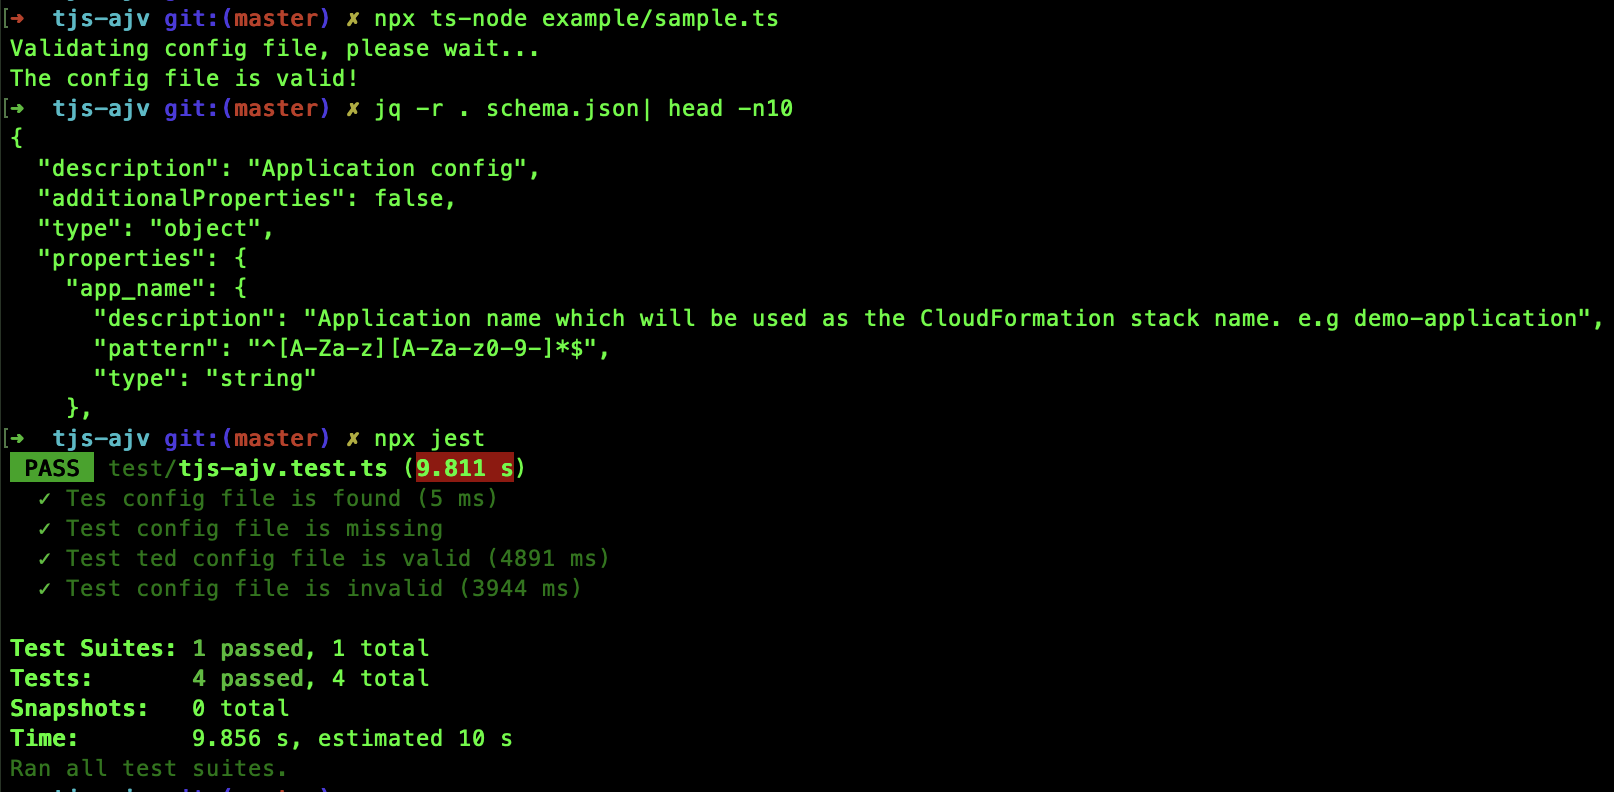 [➜  tjs-ajv git:(master) ✗ npx ts-node example/sample.ts
Validating config file, please wait...
The config file is valid!
[➜  tjs-ajv git:(master) ✗ jq -r . schema.json| head -n10
{
  "description": "Application config",
  "additionalProperties": false,
  "type": "object",
  "properties": {
    "app_name": {
      "description": "Application name which will be used as the CloudFormation stack name. e.g demo-application",
      "pattern": "^[A-Za-z][A-Za-z0-9-]*$",
      "type": "string"
    },
[➜  tjs-ajv git:(master) ✗ npx jest
 PASS  test/tjs-ajv.test.ts (9.811 s)
  ✓ Tes config file is found (5 ms)
  ✓ Test config file is missing
  ✓ Test ted config file is valid (4891 ms)
  ✓ Test config file is invalid (3944 ms)
Test Suites: 1 passed, 1 total
Tests:       4 passed, 4 total
Snapshots:   0 total
Time:        9.856 s, estimated 10 s
Ran all test suites.